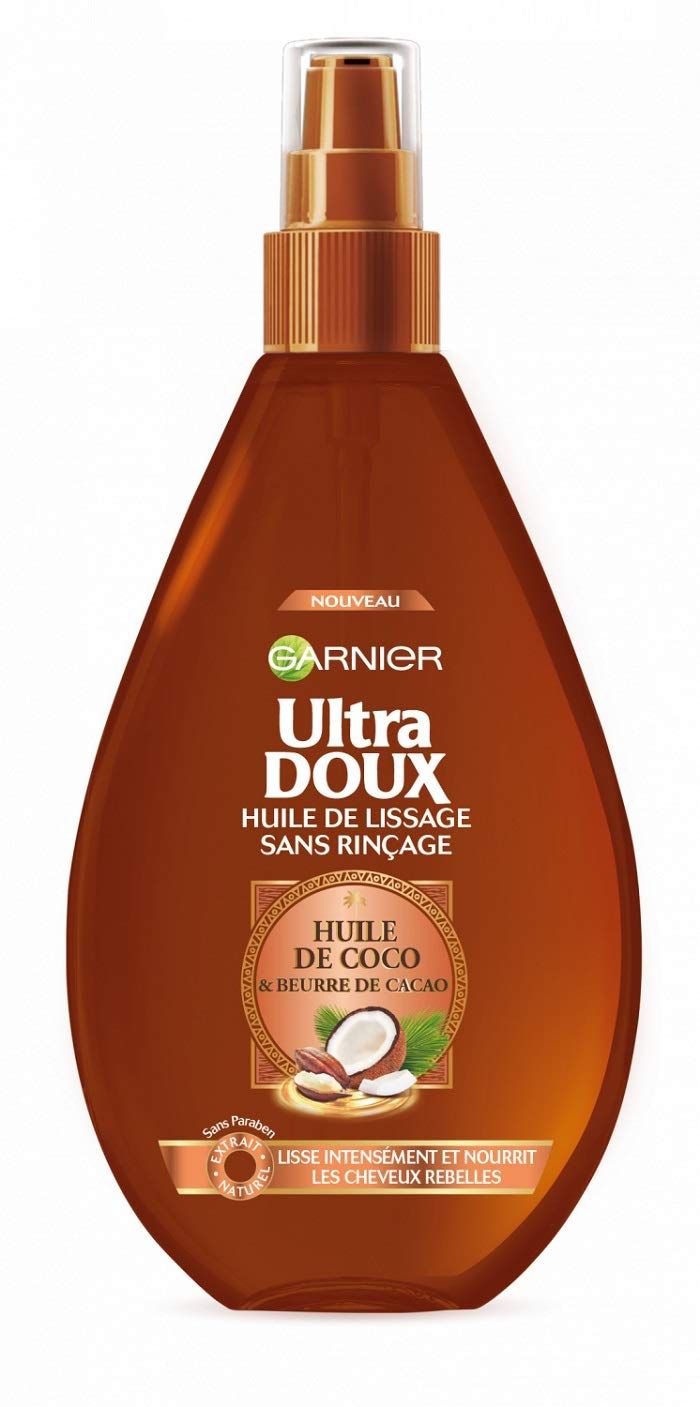 NOUVEAU
GARNIER
Ultra
DOUX
HUILE DE LISSAGE
SANS RINÇAGE
HUILE
DE COCO
& BEURRE DE CACAO
Sans Paraben
EXTRAIT
NATUREL
LISSE INTENSÉMENT ET NOURRIT
LES CHEVEUX REBELLES